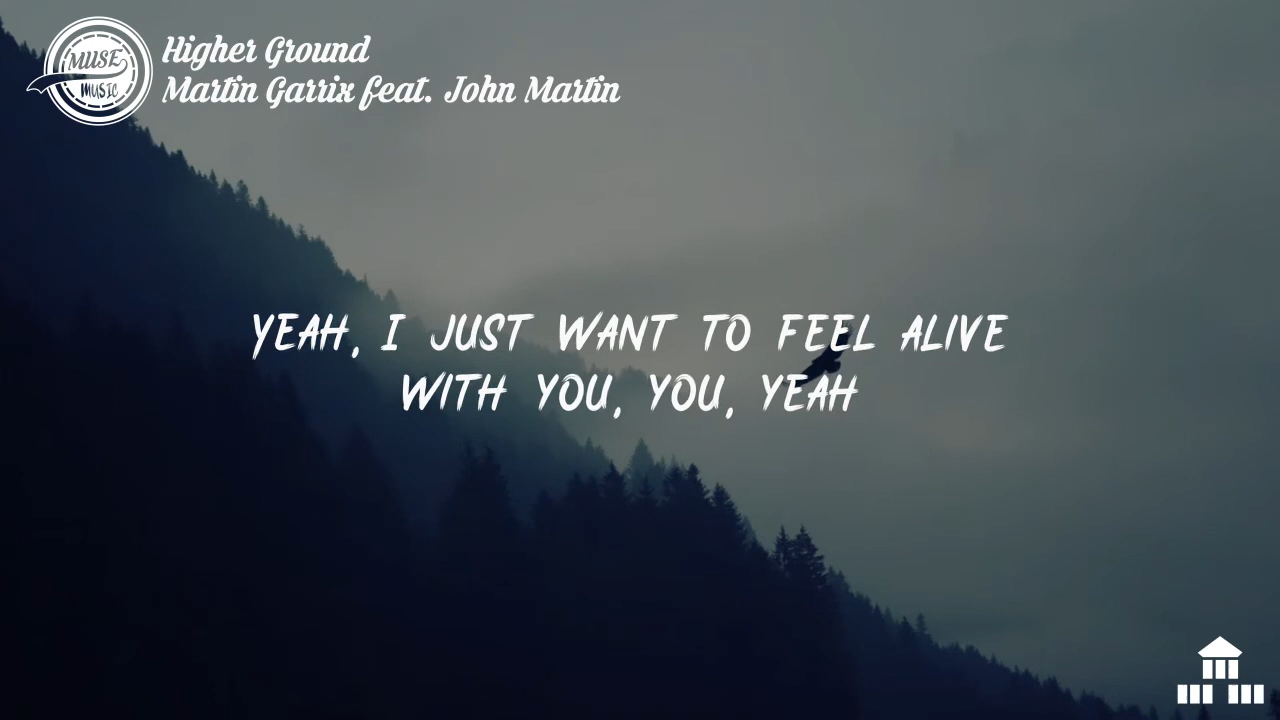 MUSE
MUSIC
Higher Ground
Martin Garrix feat. John Martin
YEAH, I JUST WANT TO FEEL ALIVE
WITH YOU, YOU, YEAH